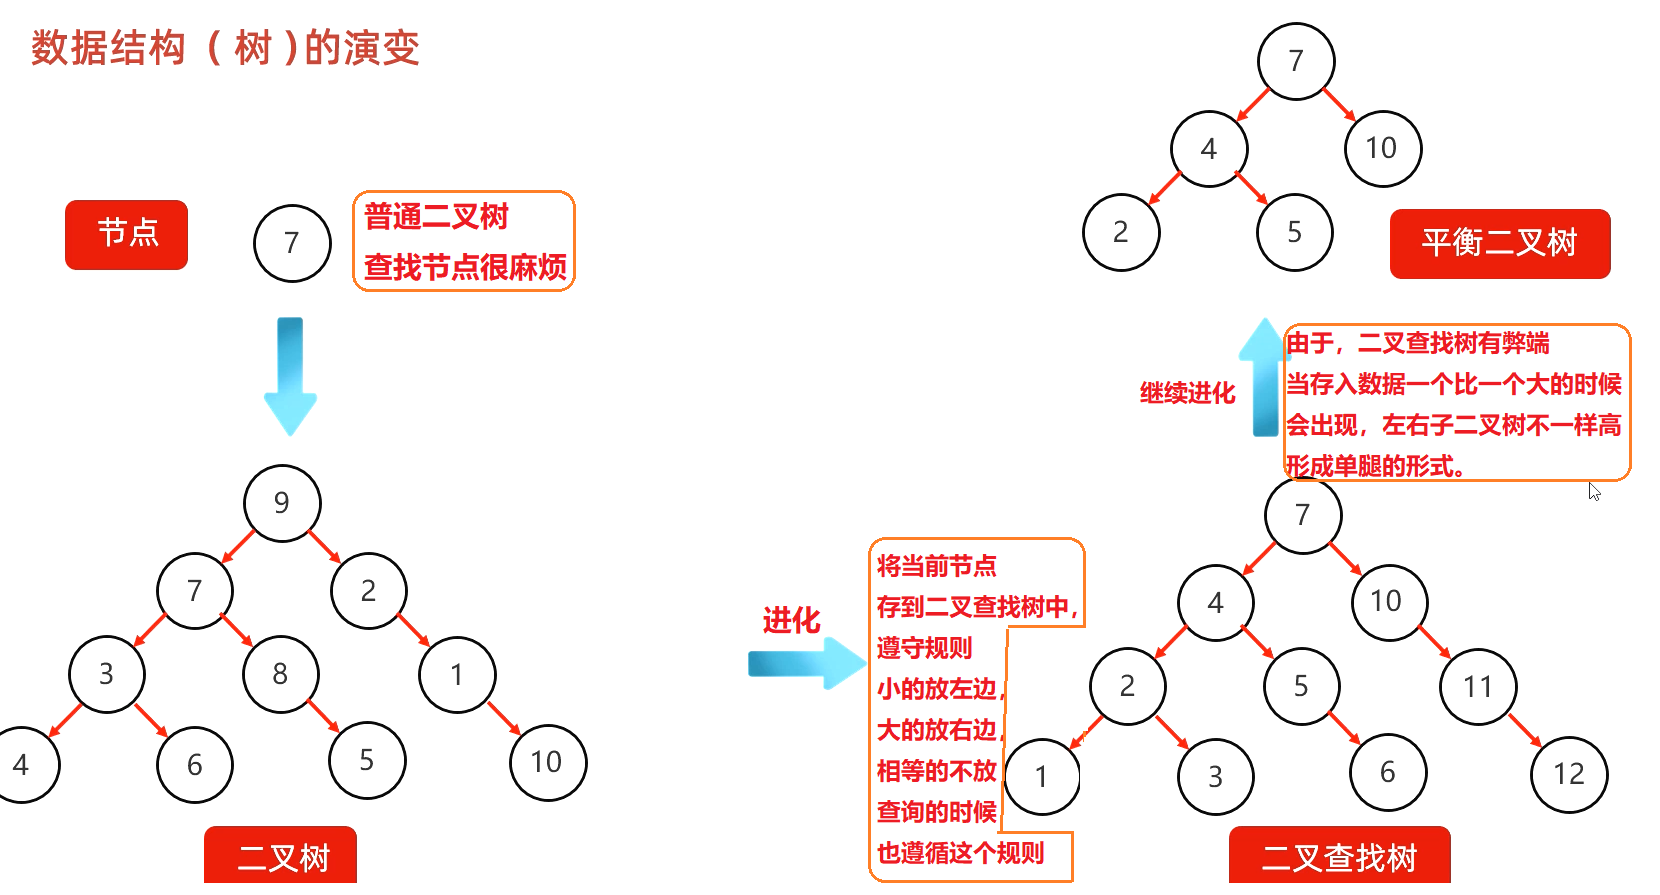 数据结构（树)的演变
节点
7
普通二叉树
查找节点很麻烦
9
7
2
3
8
1
4
6
5
10
二叉树
进化
将当前节点
存到二叉查找树中，
遵守规则
小的放左边，
大的放右边，
相等的不放
查询的时候
也遵循这个规则
7
4
10
2
5
11
1
3
6
12
二叉查找树
继续进化
由于，二叉查找树有弊端
当存入数据一个比一个大的时候
会出现，左右子二叉树不一样高
形成单腿的形式。
7
4
10
2
5
平衡二叉树